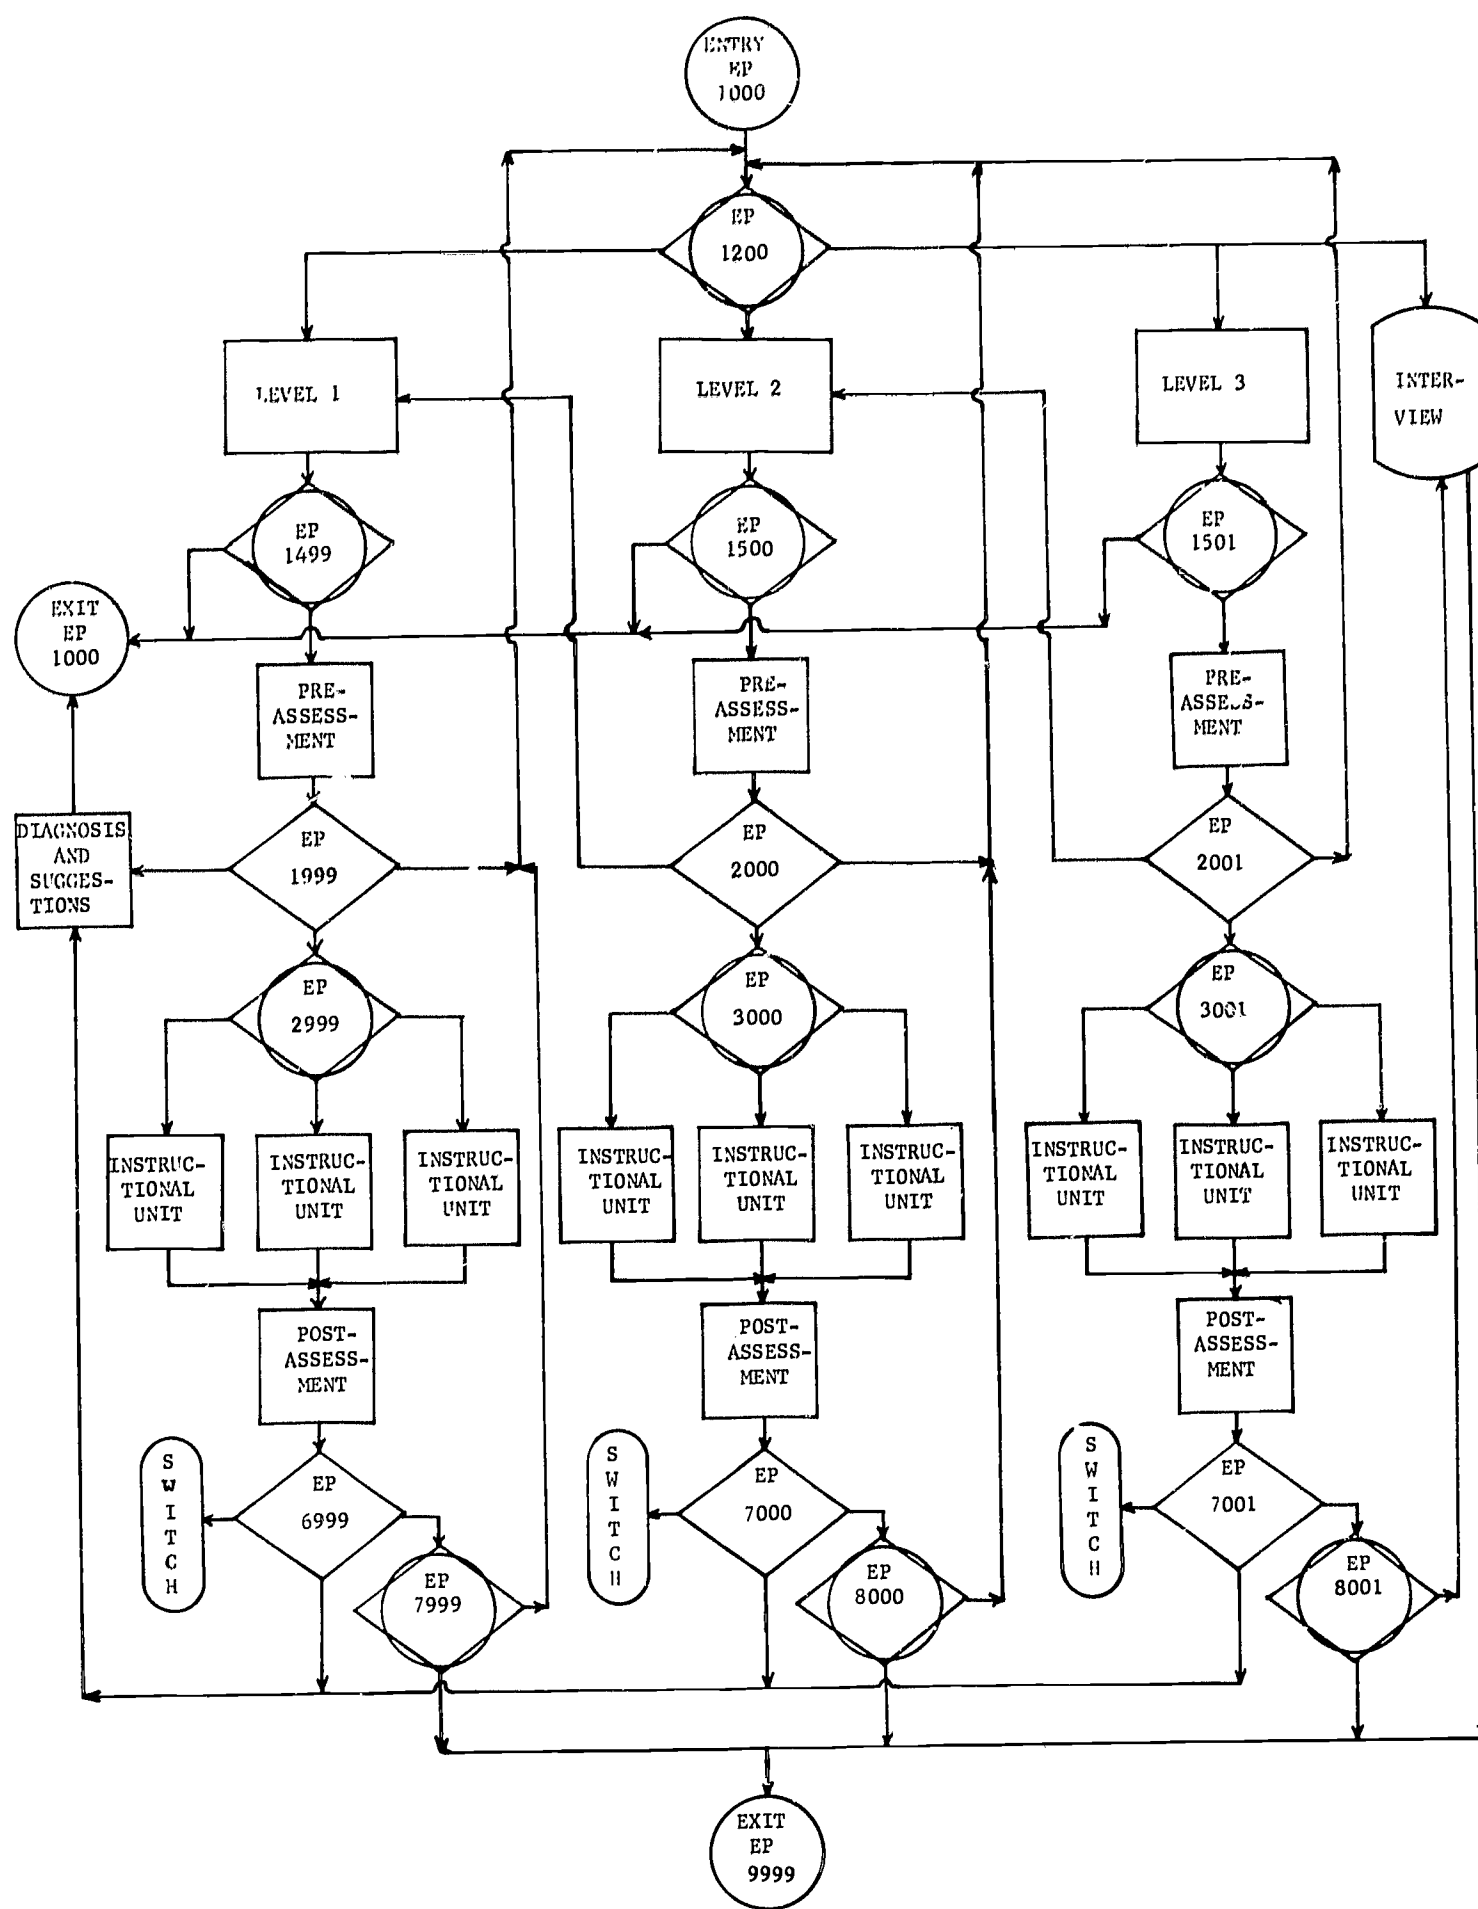 ENTRY
EP
1000
EP
1200
LEVEL 1
LEVEL 2
LEVEL 3
INTER-
VIEW
EP
1499
EP
1500
EP
1501
EXIT
EP
1000
PRE-
ASSESS-
MENT
PRE-
ASSESS-
MENT
PRE-
ASSESS-
MENT
DIAGNOSIS
AND
SUGGES-
TIONS
EP
1999
EP
2000
EP
2001
EP
2999
EP
3000
EP
3001
INSTRUC-
TIONAL
UNIT
INSTRUC-
TIONAL
UNIT
INSTRUC-
TIONAL
UNIT
INSTRUC-
TIONAL
UNIT
INSTRUC-
TIONAL
UNIT
INSTRUC-
TIONAL
UNIT
INSTRUC-
TIONAL
UNIT
INSTRUC-
TIONAL
UNIT
INSTRUC-
TIONAL
UNIT
POST-
ASSESS-
MENT
POST-
ASSESS-
MENT
POST-
ASSESS-
MENT
S
W
I
T
C
H
EP
6999
EP
7999
S
W
I
T
C
H
EP
7000
EP
8000
S
W
I
T
C
H
EP
7001
EP
8001
EXIT
EP
9999